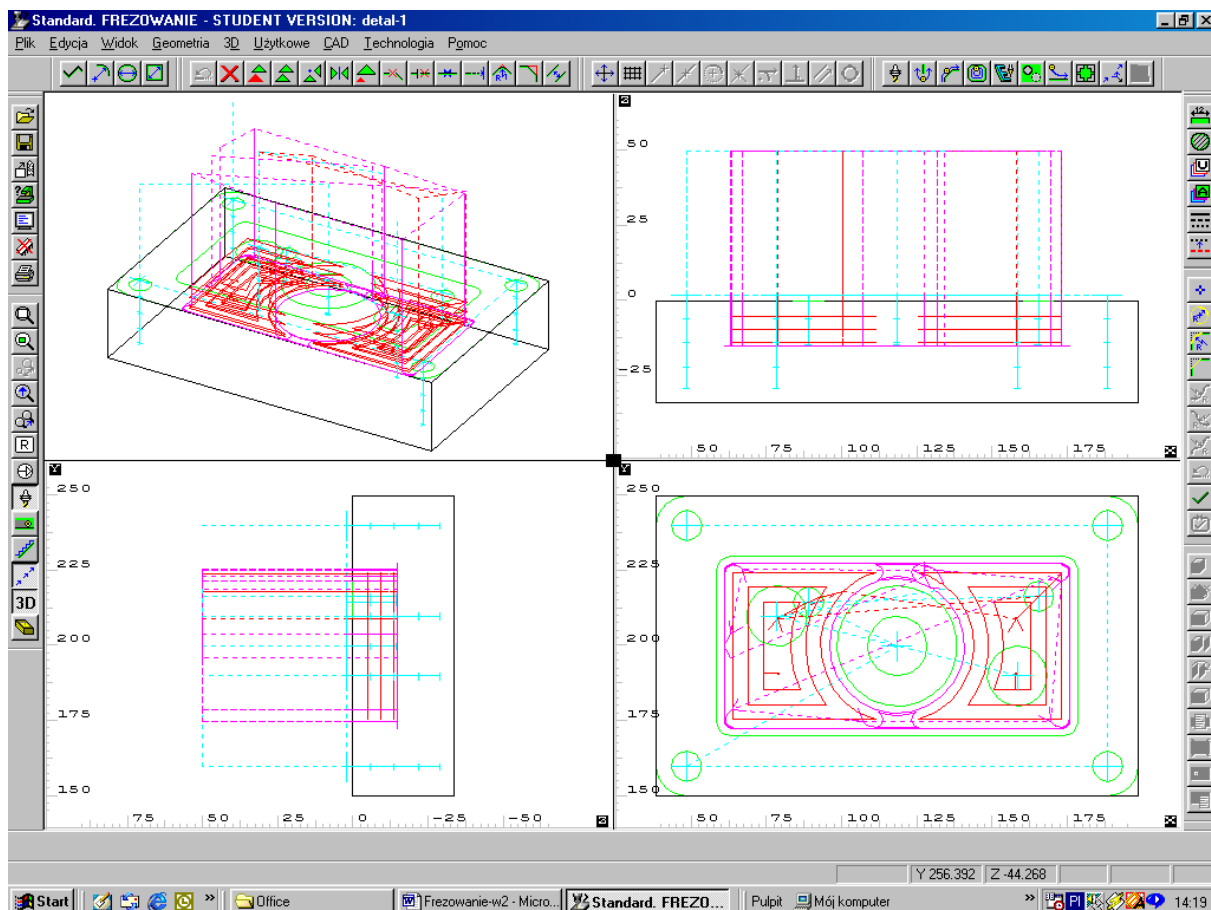 Standard. FREZOWANIE - STUDENT VERSION: detal-1
Plik Edycja Widok Geometria 3D Użytkowe CAD Technologia Pomoc
50
25
0
-25
50 75 100 125 150 175
Y
250
225
200
175
150
75 50 25 0 -25 -50
Y
250
225
200
175
150
50 75 100 125 150 175
R
3D
12
Y 256.392 Z -44.268
Start » Office Frezowanie-w2 - Micro... Standard. FREZO... Pulpit Mój komputer » PI 14:19